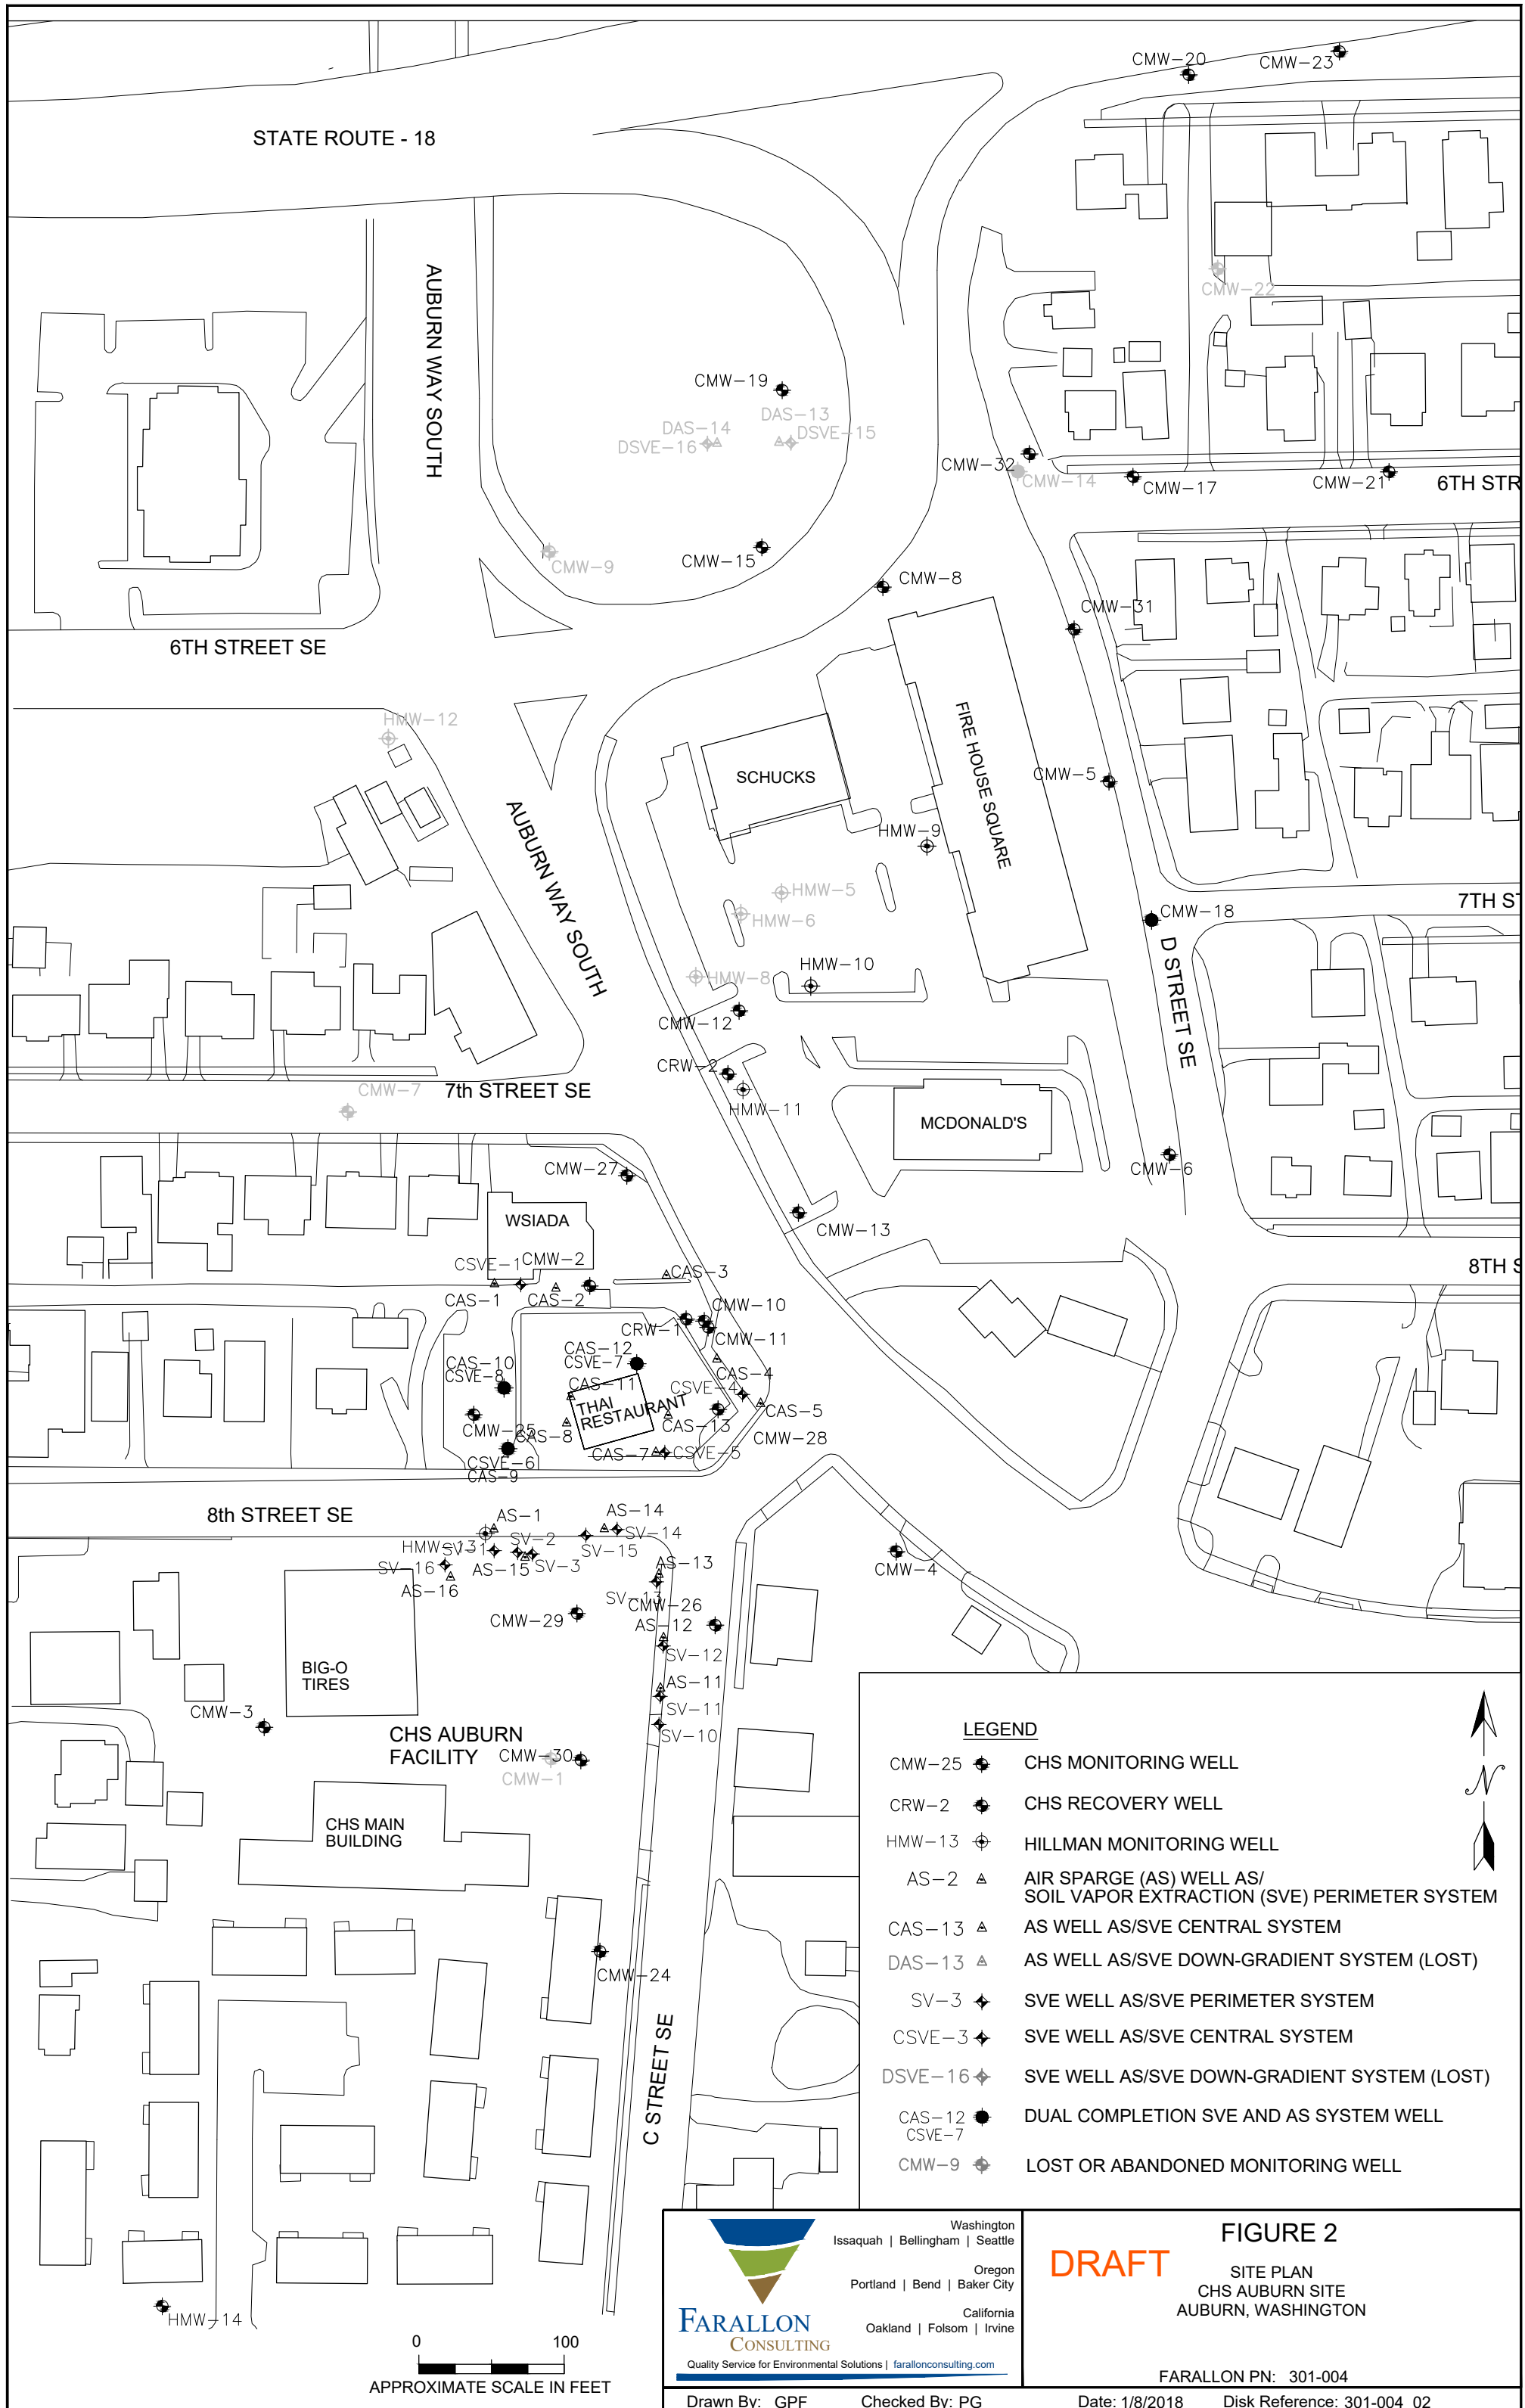 CMW-20
CMW-23
STATE ROUTE - 18
AUBURN WAY SOUTH
CMW-22
CMW-19
DAS-13
DAS-14
DSVE-15
DSVE-16
CMW-32
CMW-14
CMW-17
CMW-21
6TH STR
CMW-15
CMW-9
CMW-8
CMW-31
6TH STREET SE
HMW-12
FIRE HOUSE SQUARE
SCHUCKS
CMW-5
AUBURN WAY SOUTH
HMW-9
HMW-5
HMW-6
7TH ST
CMW-18
D STREET SE
HMW-10
HMW-8
CMW-12
CRW-2
7th STREET SE
CMW-7
HMW-11
MCDONALD'S
CMW-6
CMW-27
WSIADA
CMW-13
CSVE-1
CMW-2
CAS-3
8TH S
CAS-1
CAS-2
CMW-10
CRW-1
CMW-11
CAS-12
CSVE-7
CAS-10
CSVE-8
CAS-4
CAS-11
CSVE-4
THAI
RESTAURANT
CAS-5
CMW-25
CAS-8
CAS-13
CMW-28
CAS-7
CSVE-5
CSVE-6
CAS-9
8th STREET SE
AS-1
AS-14
SV-14
HMW-13
SV-1
SV-2
SV-15
SV-16
AS-15
SV-3
AS-13
AS-16
SV-13
CMW-4
CMW-29
CMW-26
AS-12
SV-12
BIG-O
TIRES
AS-11
SV-11
CMW-3
SV-10
CHS AUBURN
FACILITY
CMW-30
CMW-1
CHS MAIN
BUILDING
CMW-24
C STREET SE
HMW-14
LEGEND
N
CMW-25 CHS MONITORING WELL
CRW-2 CHS RECOVERY WELL
HMW-13 HILLMAN MONITORING WELL
AS-2 AIR SPARGE (AS) WELL AS/
SOIL VAPOR EXTRACTION (SVE) PERIMETER SYSTEM
CAS-13 AS WELL AS/SVE CENTRAL SYSTEM
DAS-13 AS WELL AS/SVE DOWN-GRADIENT SYSTEM (LOST)
SV-3 SVE WELL AS/SVE PERIMETER SYSTEM
CSVE-3 SVE WELL AS/SVE CENTRAL SYSTEM
DSVE-16 SVE WELL AS/SVE DOWN-GRADIENT SYSTEM (LOST)
CAS-12 DUAL COMPLETION SVE AND AS SYSTEM WELL
CSVE-7
CMW-9 LOST OR ABANDONED MONITORING WELL
0 100
APPROXIMATE SCALE IN FEET
Washington
Issaquah | Bellingham | Seattle
Oregon
Portland | Bend | Baker City
California
Oakland | Folsom | Irvine
FARALLON
CONSULTING
Quality Service for Environmental Solutions | farallonconsulting.com
DRAFT
FIGURE 2
SITE PLAN
CHS AUBURN SITE
AUBURN, WASHINGTON
FARALLON PN: 301-004
Drawn By: GPF Checked By: PG Date: 1/8/2018 Disk Reference: 301-004_02